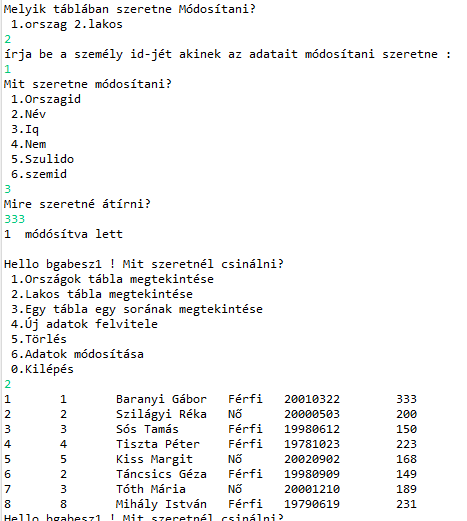 Melyik táblában szeretne Módosítani?
 1.orszag 2.lakos
2
írja be a személy id-jét akinek az adatait módosítani szeretne :
1
Mit szeretne módosítani?
 1.Orszagid
 2.Név
 3.Iq
 4.Nem
 5.Szulido
 6.szemid
3
Mire szeretné átírni?
333
1  módósítva lett

Hello bgabesz1 ! Mit szeretnél csinálni?
 1.Országok tábla megtekintése
 2.Lakos tábla megtekintése
 3.Egy tábla egy sorának megtekintése
 4.Új adatok felvitele
 5.Törlés
 6.Adatok módosítása
 0.Kilépés
2
1 1 Baranyi Gábor Férfi 20010322 333
2 2 Szilágyi Réka Nő 20000503 200
3 3 Sós Tamás Férfi 19980612 150
4 4 Tiszta Péter Férfi 19781023 223
5 5 Kiss Margit Nő 20020902 168
6 2 Táncsics Géza Férfi 19980909 149
7 3 Tóth Mária Nő 20001210 189
8 8 Mihály István Férfi 19790619 231
Hello bgabesz1 ! Mit szeretnél csinálni?